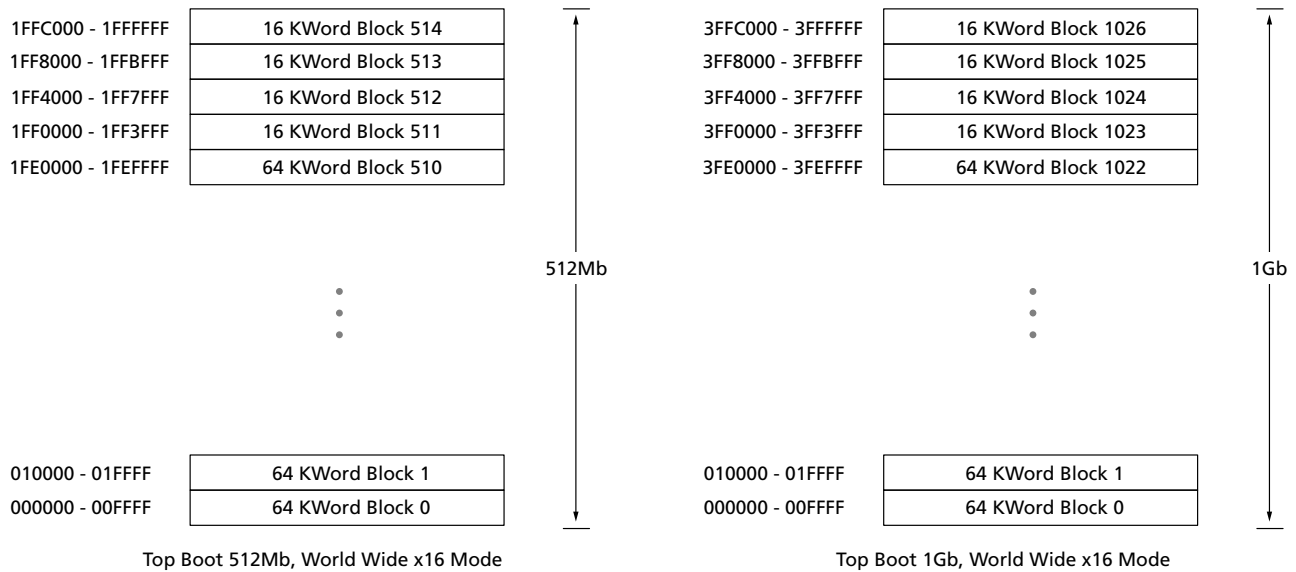 1FFC000 - 1FFFFFF 16 KWord Block 514
1FF8000 - 1FFBFFF 16 KWord Block 513
1FF4000 - 1FF7FFF 16 KWord Block 512
1FF0000 - 1FF3FFF 16 KWord Block 511
1FE0000 - 1FEFFFF 64 KWord Block 510
512Mb
010000 - 01FFFF 64 KWord Block 1
000000 - 00FFFF 64 KWord Block 0
Top Boot 512Mb, World Wide x16 Mode
3FFC000 - 3FFFFFF 16 KWord Block 1026
3FF8000 - 3FFBFFF 16 KWord Block 1025
3FF4000 - 3FF7FFF 16 KWord Block 1024
3FF0000 - 3FF3FFF 16 KWord Block 1023
3FE0000 - 3FEFFFF 64 KWord Block 1022
1Gb
010000 - 01FFFF 64 KWord Block 1
000000 - 00FFFF 64 KWord Block 0
Top Boot 1Gb, World Wide x16 Mode